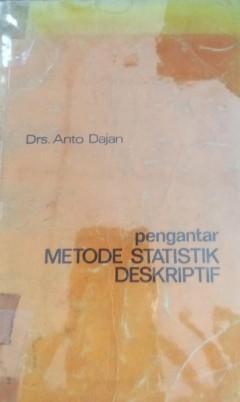 Drs. Anto Dajan
pengantar
METODE STATISTIK
DESKRIPTIF